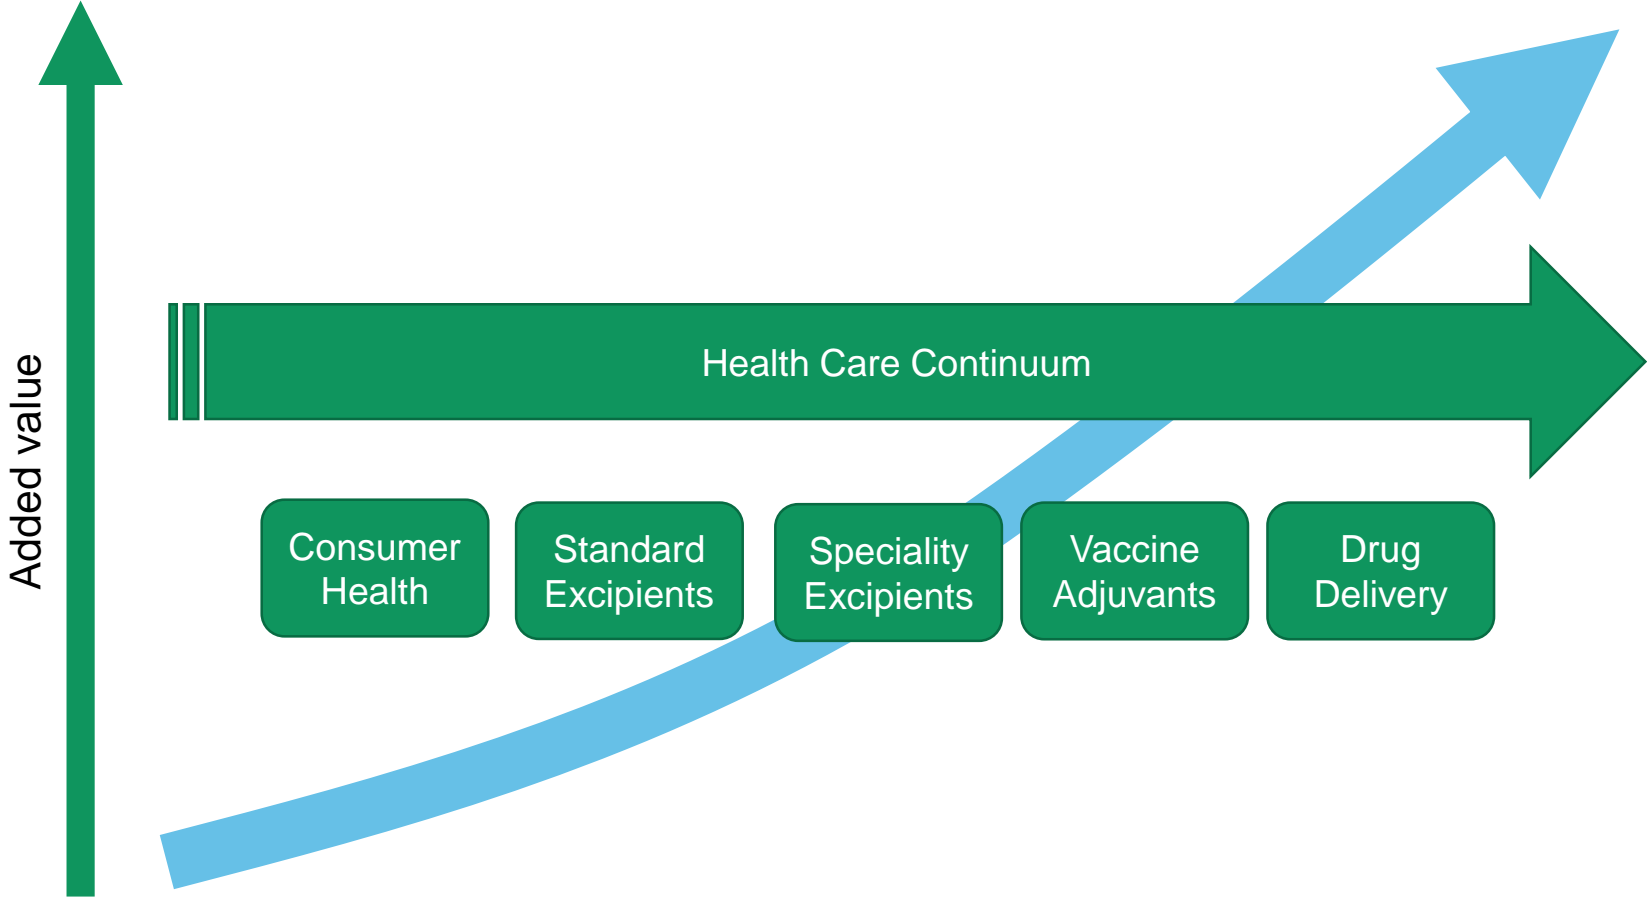 Added value
Health Care Continuum
Consumer
Health
Standard
Excipients
Speciality
Excipients
Vaccine
Adjuvants
Drug
Delivery